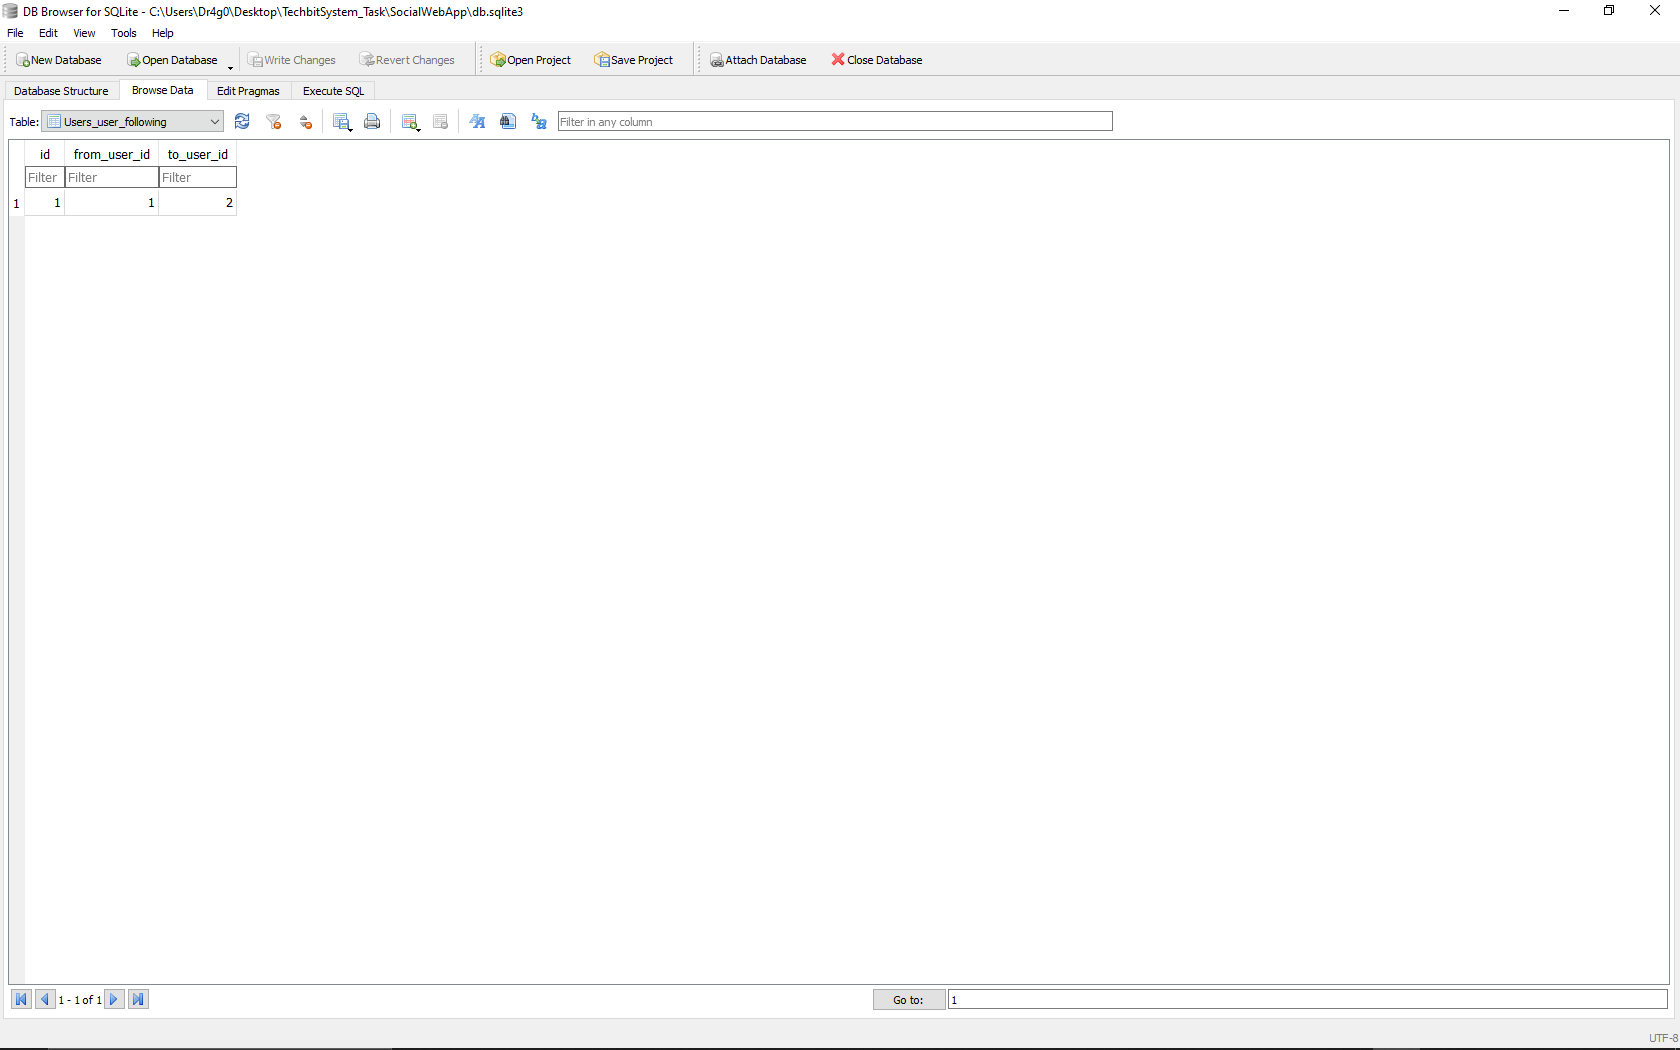 DB Browser for SQLite - C:\Users\Dr4g0\Desktop\TechbitSystem_Task\SocialWebApp\db.sqlite3
File Edit View Tools Help
New Database Open Database Write Changes Revert Changes Open Project Save Project Attach Database Close Database
Database Structure Browse Data Edit Pragmas Execute SQL
Table: Users_user_following Filter in any column
id from_user_id to_user_id
Filter Filter Filter
1 1 1 2
1 - 1 of 1 Go to: 1
UTF-8